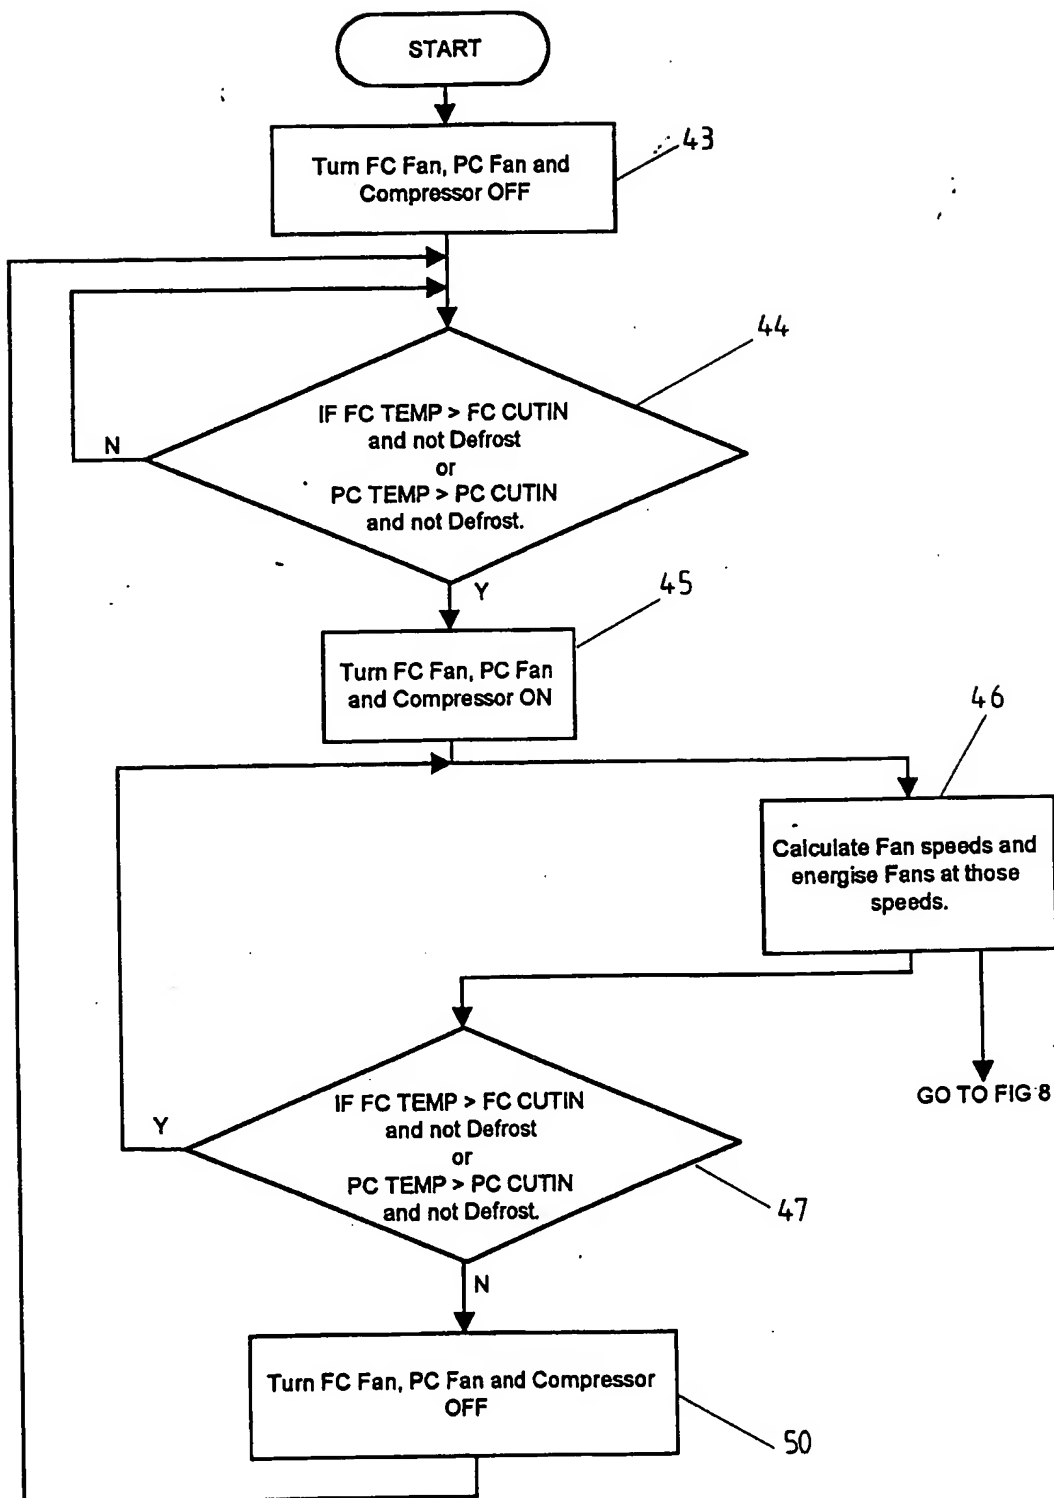 START
Turn FC Fan, PC Fan and
Compressor OFF
43
44
IF FC TEMP > FC CUTIN
and not Defrost
or
PC TEMP > PC CUTIN
and not Defrost.
N
Y
45
Turn FC Fan, PC Fan
and Compressor ON
46
Calculate Fan speeds and
energise Fans at those
speeds.
GO TO FIG 8
IF FC TEMP > FC CUTIN
and not Defrost
or
PC TEMP > PC CUTIN
and not Defrost.
Y
47
N
Turn FC Fan, PC Fan and Compressor
OFF
50